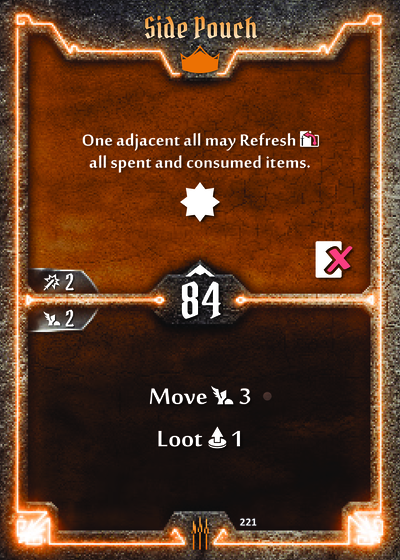 Side Pouch
One adjacent all may Refresh
all spent and consumed items.
2
84
2
Move 3
Loot 1
221